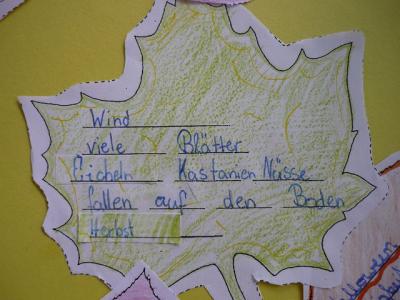 Wind
viele Blätter
Eicheln Kastanien Nüsse
fallen auf den Boden
Herbst